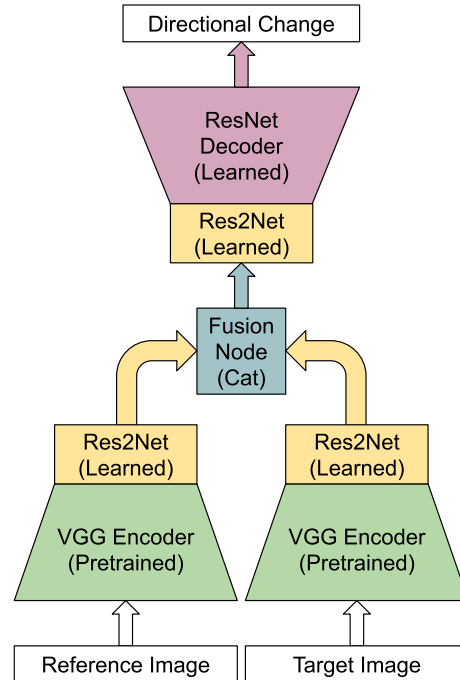 Directional Change
ResNet
Decoder
(Learned)
Res2Net
(Learned)
Fusion
Node
(Cat)
Res2Net
(Learned)
Res2Net
(Learned)
VGG Encoder
(Pretrained)
VGG Encoder
(Pretrained)
Reference Image
Target Image